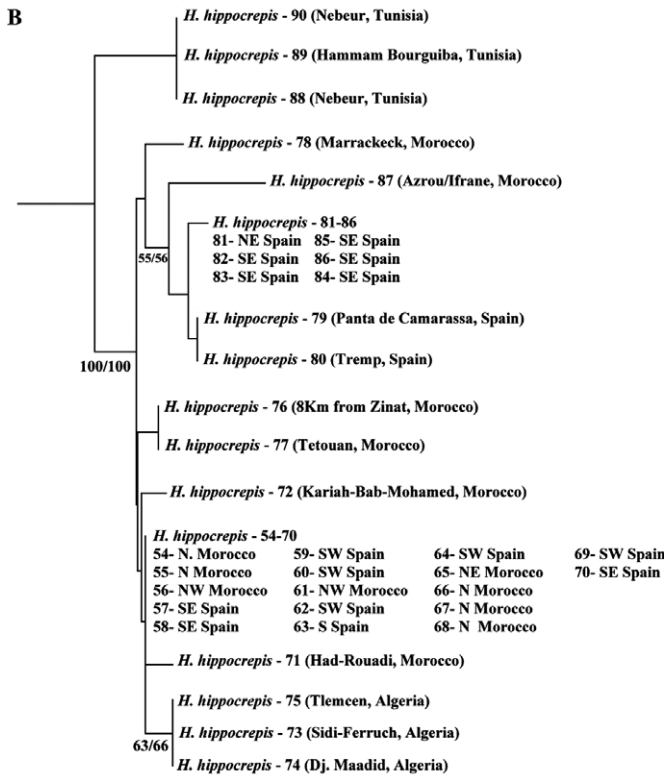 B
H. hippocrepis - 90 (Nebeur, Tunisia)
H. hippocrepis - 89 (Hammam Bourguiba, Tunisia)
H. hippocrepis - 88 (Nebeur, Tunisia)
H. hippocrepis - 78 (Marrackeck, Morocco)
H. hippocrepis - 87 (Azrou/Ifrane, Morocco)
H. hippocrepis - 81-86
81- NE Spain 85- SE Spain
55/56
82- SE Spain 86- SE Spain
83- SE Spain 84- SE Spain
H. hippocrepis - 79 (Panta de Camarassa, Spain)
H. hippocrepis - 80 (Tremp, Spain)
100/100
H. hippocrepis - 76 (8Km from Zinat, Morocco)
H. hippocrepis - 77 (Tetouan, Morocco)
H. hippocrepis - 72 (Kariah-Bab-Mohamed, Morocco)
H. hippocrepis - 54-70
54- N. Morocco 59- SW Spain 64- SW Spain 69- SW Spain
55- N Morocco 60- SW Spain 65- NE Morocco 70- SE Spain
56- NW Morocco 61- NW Morocco 66- N Morocco
57- SE Spain 62- SW Spain 67- N Morocco
58- SE Spain 63- S Spain 68- N Morocco
H. hippocrepis - 71 (Had-Rouadi, Morocco)
H. hippocrepis - 75 (Tlemcen, Algeria)
H. hippocrepis - 73 (Sidi-Ferruch, Algeria)
63/66
H. hippocrepis - 74 (Dj. Maadid, Algeria)